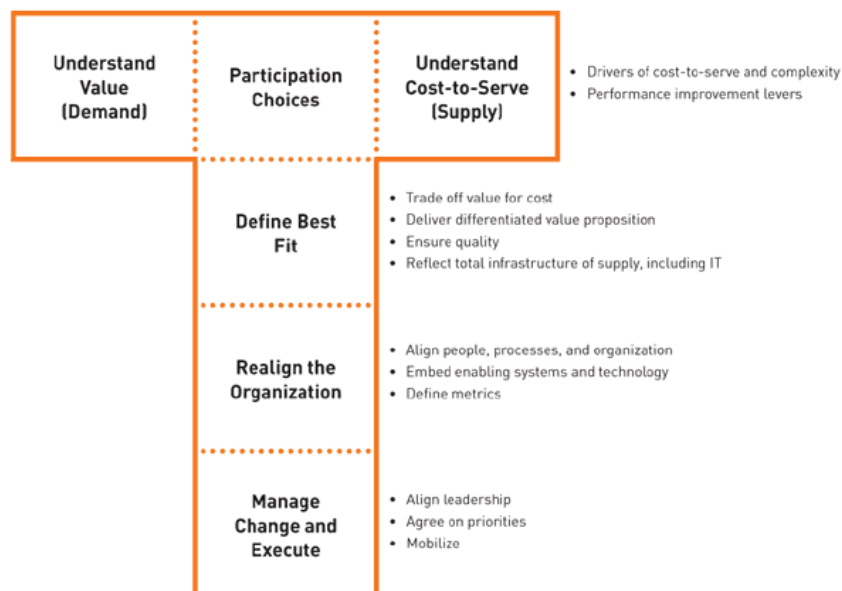 Understand
Value
(Demand)
Participation
Choices
Understand
Cost-to-Serve
(Supply)
• Drivers of cost-to-serve and complexity
• Performance improvement levers
Define Best
Fit
• Trade off value for cost
• Deliver differentiated value proposition
• Ensure quality
• Reflect total infrastructure of supply, including IT
Realign the
Organization
• Align people, processes, and organization
• Embed enabling systems and technology
• Define metrics
Manage
Change and
Execute
• Align leadership
• Agree on priorities
• Mobilize